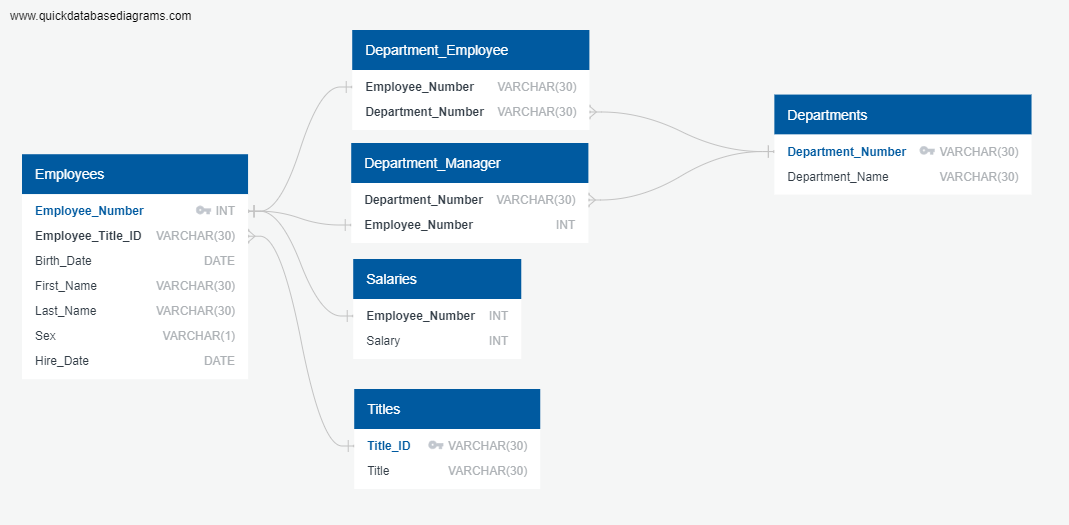 www.quickdatabasediagrams.com
Employees
Employee_Number INT
Employee_Title_ID VARCHAR(30)
Birth_Date DATE
First_Name VARCHAR(30)
Last_Name VARCHAR(30)
Sex VARCHAR(1)
Hire_Date DATE
Department_Employee
Employee_Number VARCHAR(30)
Department_Number VARCHAR(30)
Department_Manager
Department_Number VARCHAR(30)
Employee_Number INT
Salaries
Employee_Number INT
Salary INT
Titles
Title_ID VARCHAR(30)
Title VARCHAR(30)
Departments
Department_Number VARCHAR(30)
Department_Name VARCHAR(30)